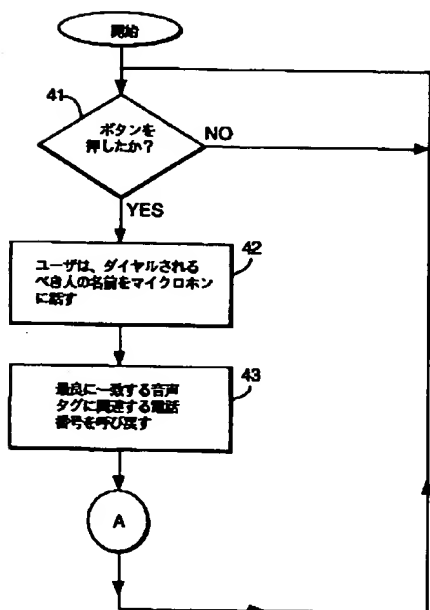 開始
41
ボタンを
押したか?
NO
YES
42
ユーザは、ダイヤルされる
べき人の名前をマイクロホン
に話す
43
最良に一致する音声
タグに関連する電話
番号を呼び戻す
A